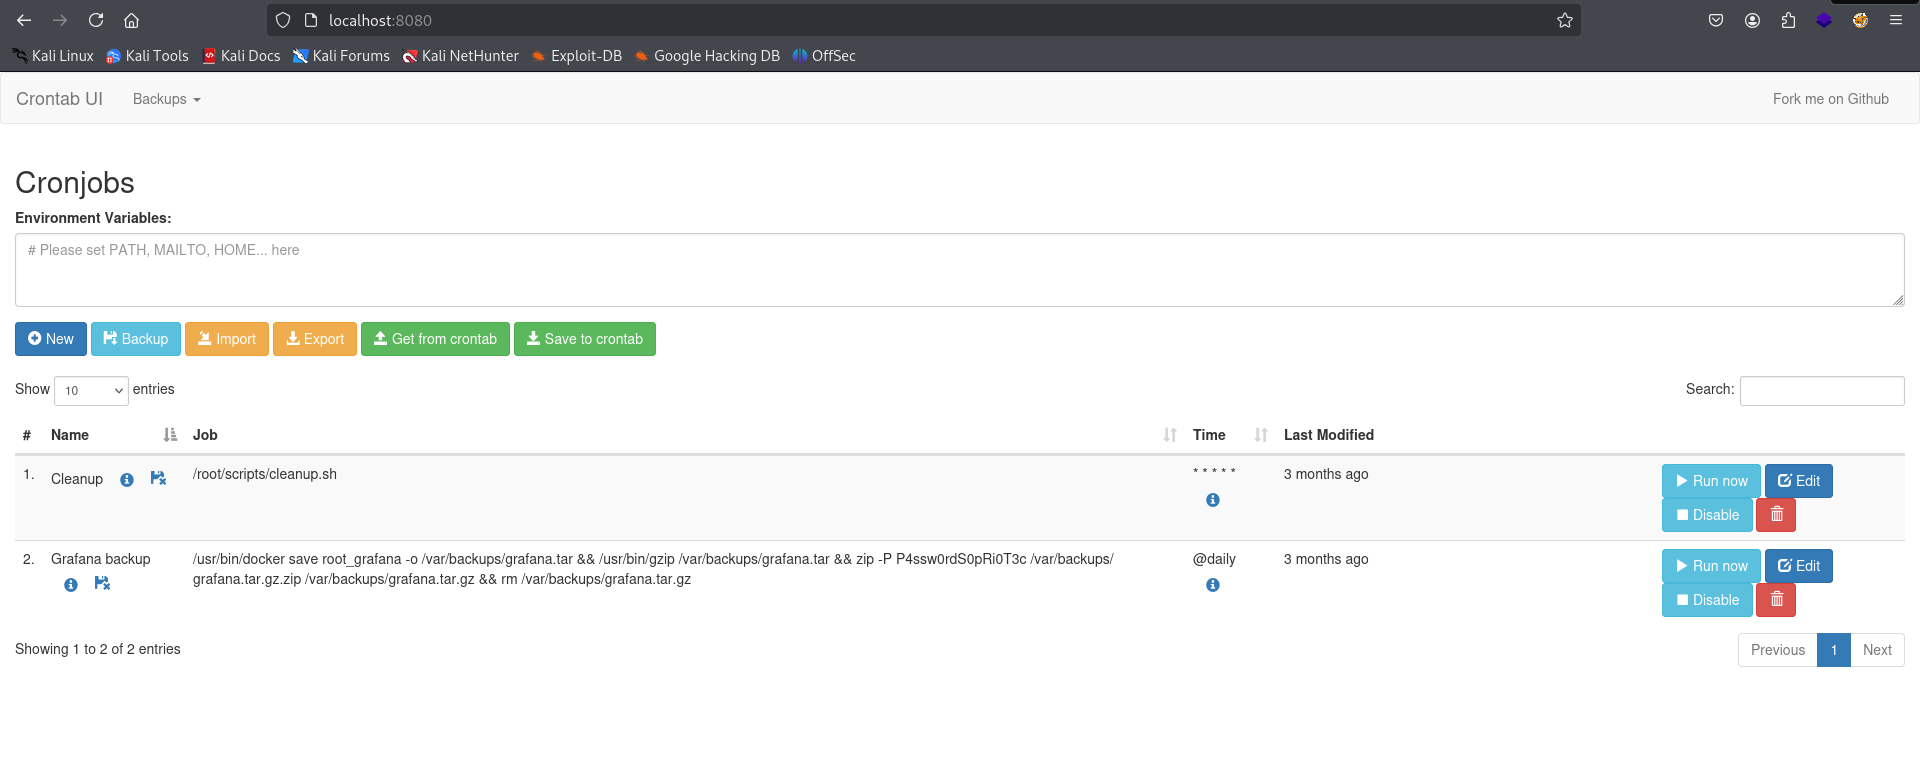 localhost:8080
Kali Linux Kali Tools Kali Docs Kali Forums Kali NetHunter Exploit-DB Google Hacking DB OffSec
Crontab UI Backups Fork me on Github
Cronjobs
Environment Variables:
# Please set PATH, MAILTO, HOME... here
New Backup Import Export Get from crontab Save to crontab
Show 10 entries Search:
# Name Job Time Last Modified
1. Cleanup /root/scripts/cleanup.sh * * * * * 3 months ago Run now Edit
Disable
2. Grafana backup /usr/bin/docker save root_grafana -o /var/backups/grafana.tar && /usr/bin/gzip /var/backups/grafana.tar && zip -P P4ssw0rdS0pRi0T3c /var/backups/ @daily 3 months ago Run now Edit
grafana.tar.gz.zip /var/backups/grafana.tar.gz && rm /var/backups/grafana.tar.gz
Disable
Showing 1 to 2 of 2 entries Previous 1 Next